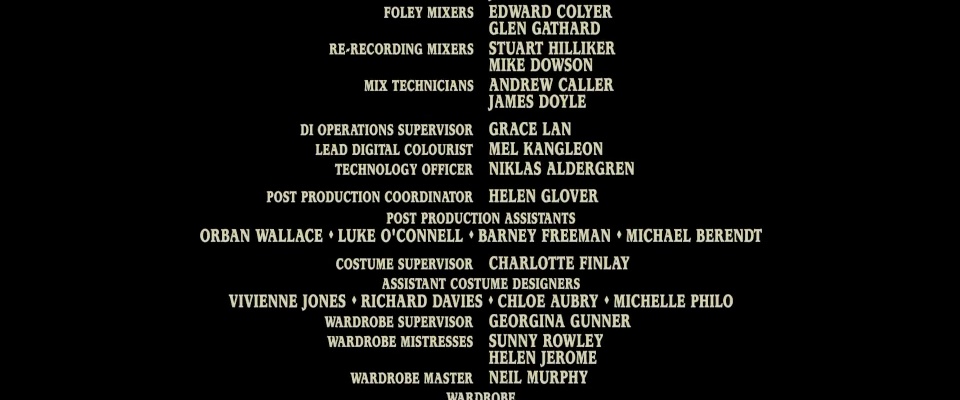 FOLEY MIXERS EDWARD COLYER
GLEN GATHARD
RE-RECORDING MIXERS STUART HILLIKER
MIKE DOWSON
MIX TECHNICIANS ANDREW CALLER
JAMES DOYLE
DI OPERATIONS SUPERVISOR GRACE LAN
LEAD DIGITAL COLOURIST MEL KANGLEON
TECHNOLOGY OFFICER NIKLAS ALDERGREN
POST PRODUCTION COORDINATOR HELEN GLOVER
POST PRODUCTION ASSISTANTS
ORBAN WALLACE ♦ LUKE O'CONNELL ♦ BARNEY FREEMAN ♦ MICHAEL BERENDT
COSTUME SUPERVISOR CHARLOTTE FINLAY
ASSISTANT COSTUME DESIGNERS
VIVIENNE JONES ♦ RICHARD DAVIES ♦ CHLOE AUBRY ♦ MICHELLE PHILO
WARDROBE SUPERVISOR GEORGINA GUNNER
WARDROBE MISTRESSES SUNNY ROWLEY
HELEN JEROME
WARDROBE MASTER NEIL MURPHY
WARDROBE